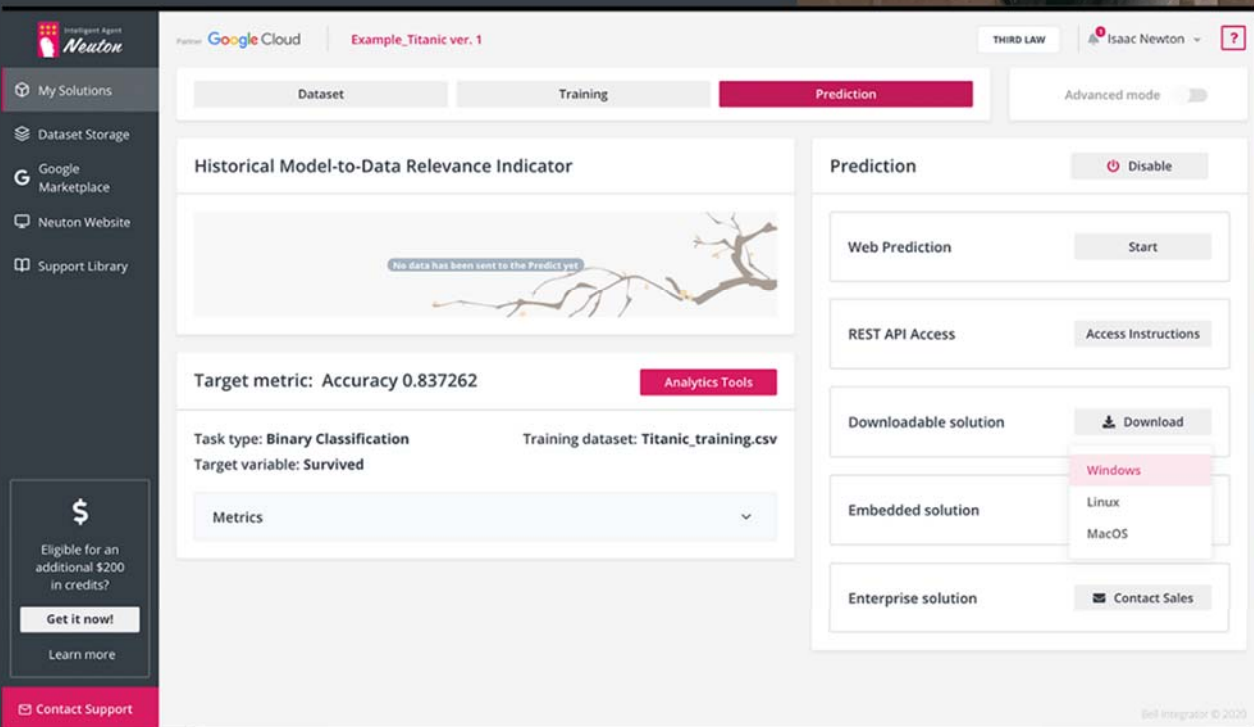 Intelligent Agent
Neuton
Partner Google Cloud
Example_Titanic ver. 1
THIRD LAW
Isaac Newton
?
My Solutions
Dataset Storage
Google
Marketplace
Neuton Website
Support Library
$
Eligible for an
additional $200
in credits?
Get it now!
Learn more
Contact Support
Dataset
Training
Prediction
Advanced mode
Historical Model-to-Data Relevance Indicator
No data has been sent to the Predict yet
Target metric: Accuracy 0.837262
Analytics Tools
Task type: Binary Classification
Training dataset: Titanic_training.csv
Target variable: Survived
Metrics
Prediction
Disable
Web Prediction
Start
REST API Access
Access Instructions
Downloadable solution
Download
Windows
Linux
MacOS
Embedded solution
Enterprise solution
Contact Sales
Bell Integrator © 2020